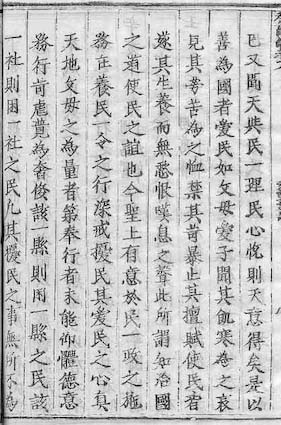 已又聞天與民一理民心悅則天意得矣是以
善為國者愛民如父母愛子聞其飢寒為之哀
見其勞苦為之恤禁其苛暴止其擅賦使民皆
遂其生養而無愁恨嘆息之聲此所謂知治國
之道使民之誼也今聖上有意於民一政之施
務在養民一令之行深戒擾民其愛民之心真
天地父母之為量者第奉行者未能仰體德意
務行苛虐競為奢侈該一縣則困一縣之民該
一社則困一社之民凡其擾民之事無所不為